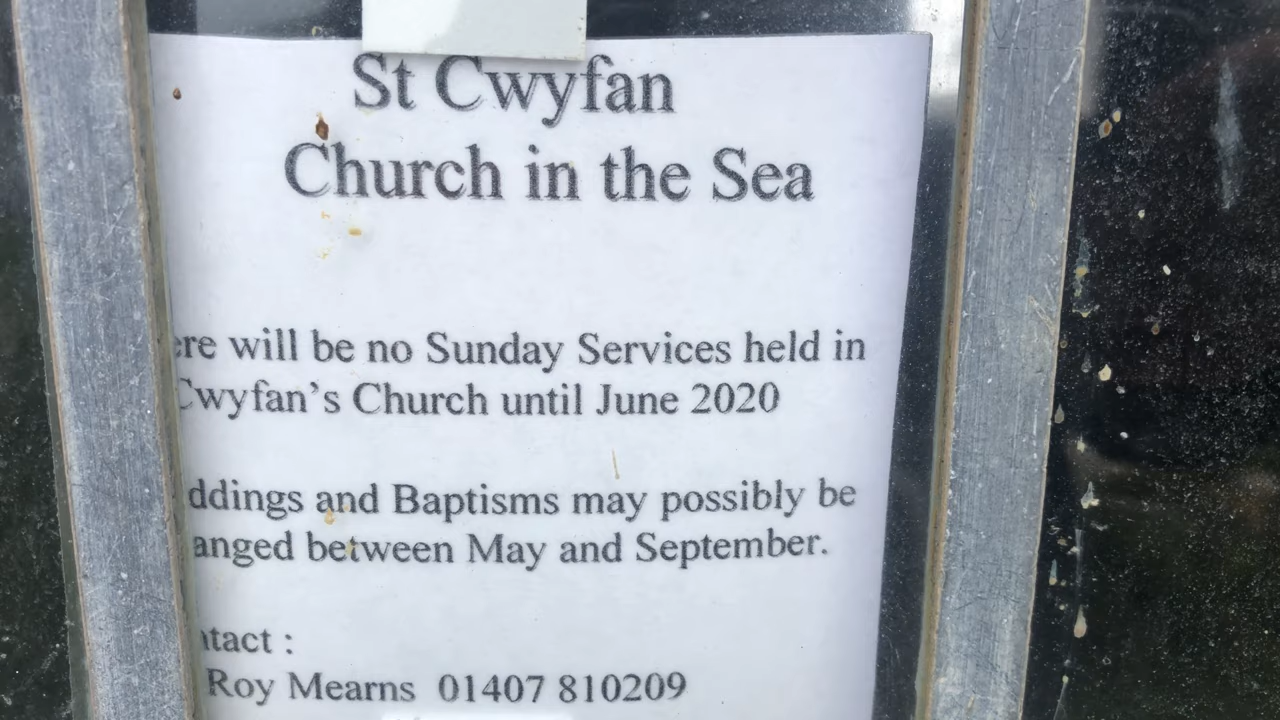 St Cwyfan
Church in the Sea
ere will be no Sunday Services held in
Cwyfan's Church until June 2020
ddings and Baptisms may possibly be
anged between May and September.
ntact :
Roy Mearns 01407 810209